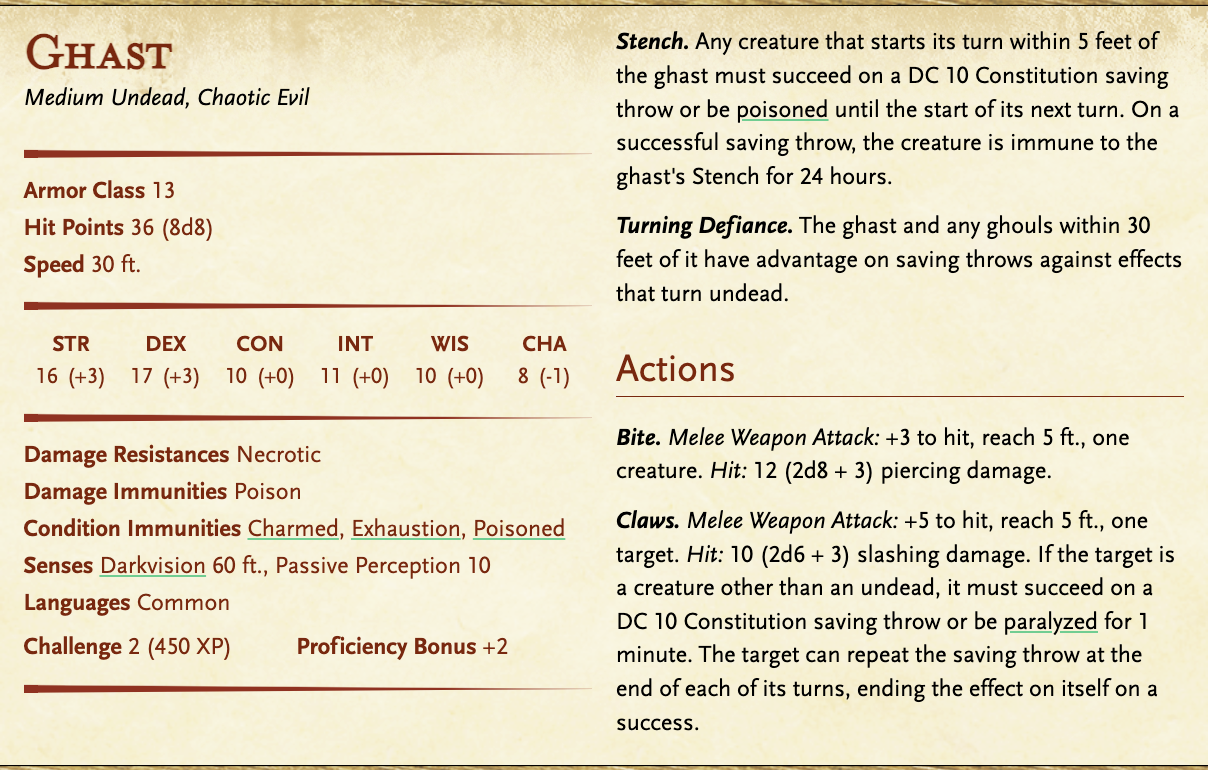 Ghast
Medium Undead, Chaotic Evil
Armor Class 13
Hit Points 36 (8d8)
Speed 30 ft.
STR DEX CON INT WIS CHA
16 (+3) 17 (+3) 10 (+0) 11 (+0) 10 (+0) 8 (-1)
Damage Resistances Necrotic
Damage Immunities Poison
Condition Immunities Charmed, Exhaustion, Poisoned
Senses Darkvision 60 ft., Passive Perception 10
Languages Common
Challenge 2 (450 XP) Proficiency Bonus +2
Stench. Any creature that starts its turn within 5 feet of
the ghast must succeed on a DC 10 Constitution saving
throw or be poisoned until the start of its next turn. On a
successful saving throw, the creature is immune to the
ghast's Stench for 24 hours.
Turning Defiance. The ghast and any ghouls within 30
feet of it have advantage on saving throws against effects
that turn undead.
Actions
Bite. Melee Weapon Attack: +3 to hit, reach 5 ft., one
creature. Hit: 12 (2d8 + 3) piercing damage.
Claws. Melee Weapon Attack: +5 to hit, reach 5 ft., one
target. Hit: 10 (2d6 + 3) slashing damage. If the target is
a creature other than an undead, it must succeed on a
DC 10 Constitution saving throw or be paralyzed for 1
minute. The target can repeat the saving throw at the
end of each of its turns, ending the effect on itself on a
success.